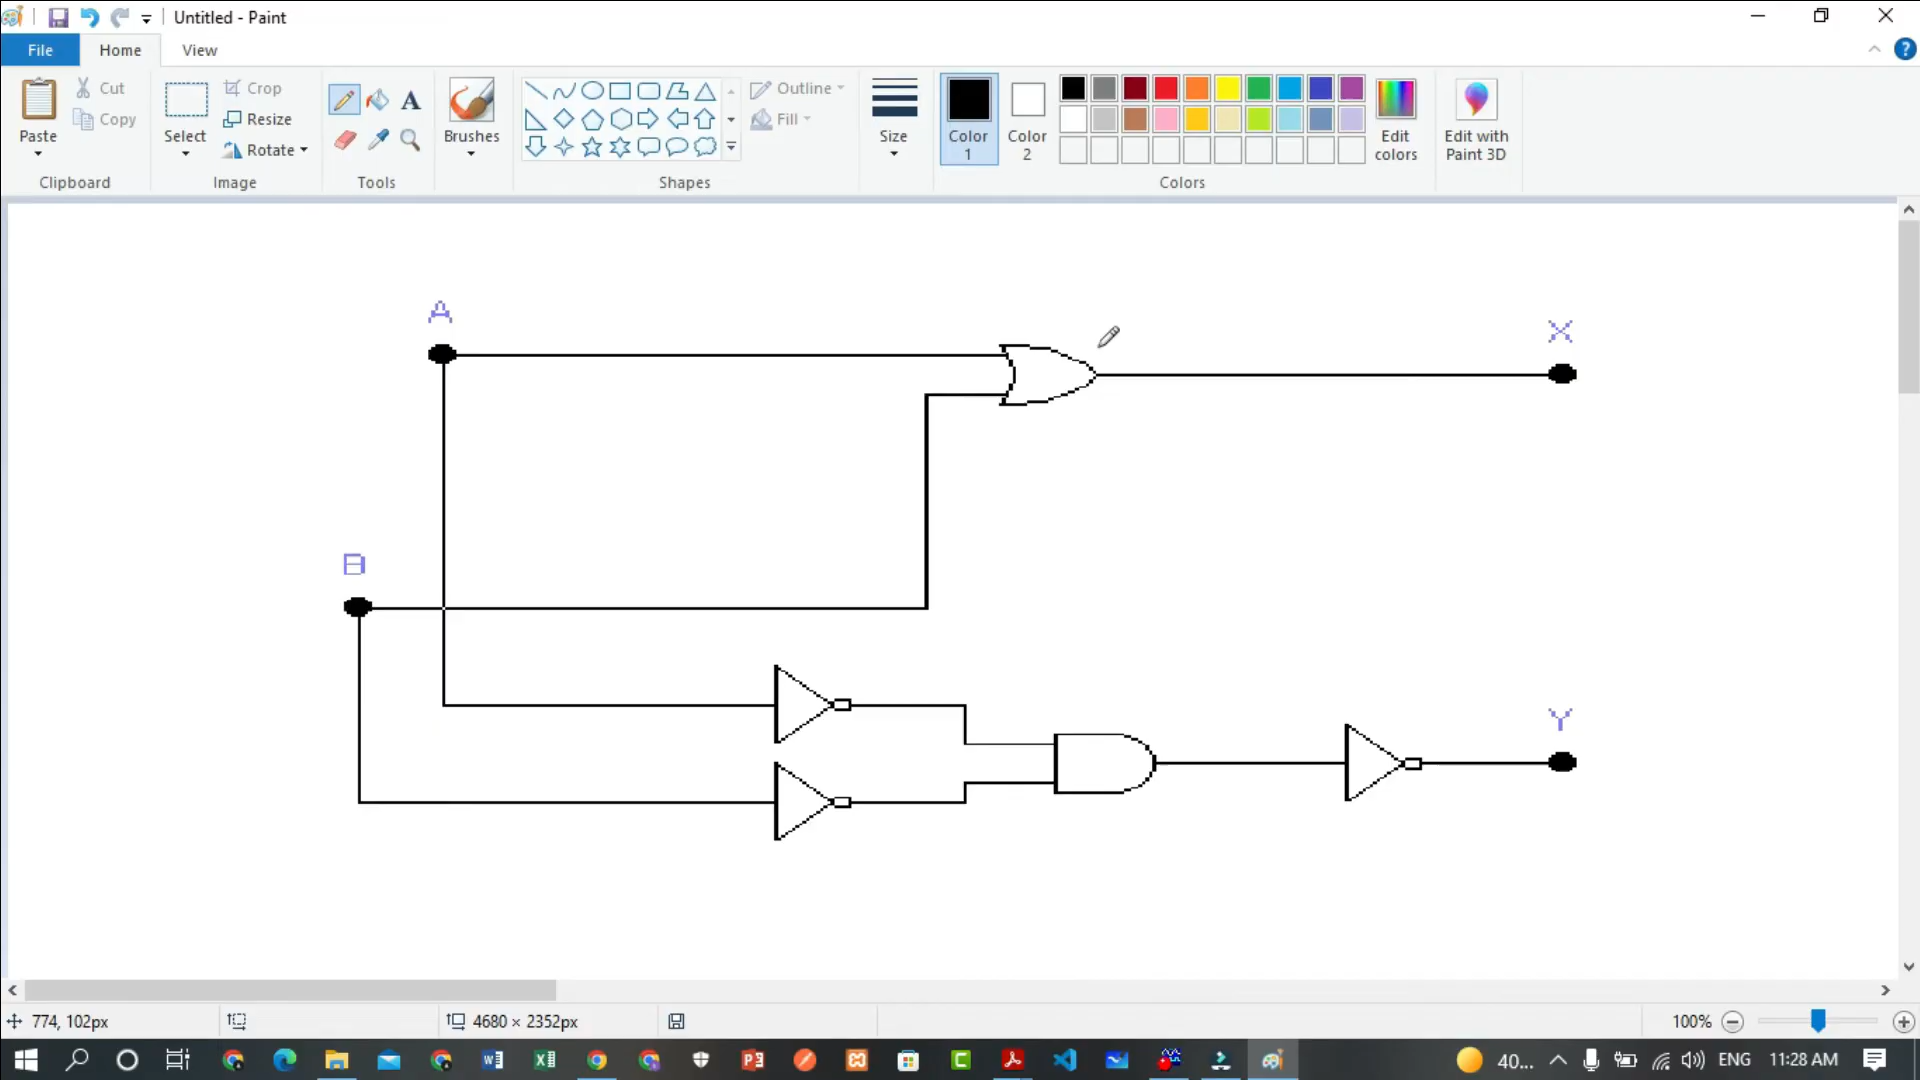 Untitled - Paint
File Home View
Paste
Cut
Copy
Clipboard
Select
Crop
Resize
Rotate
Image
A
Tools
Brushes
Shapes
Outline
Fill
Size
Color 1
Color 2
Colors
Edit colors
Edit with Paint 3D
A
X
B
Y
774, 102px
4680 × 2352px
100%
40... ENG 11:28 AM